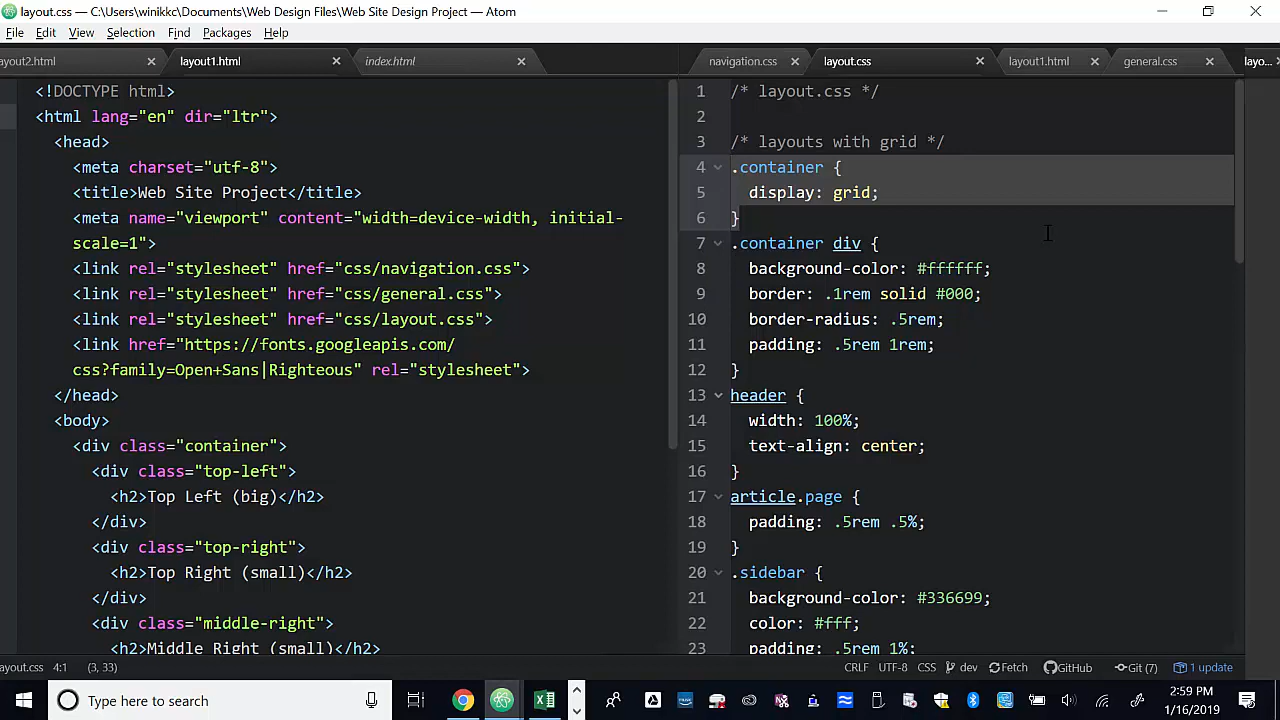 layout.css — C:\Users\winikkc\Documents\Web Design Files\Web Site Design Project — Atom
File Edit View Selection Find Packages Help
ayout2.html layout1.html index.html
<!DOCTYPE html>
<html lang="en" dir="ltr">
<head>
<meta charset="utf-8">
<title>Web Site Project</title>
<meta name="viewport" content="width=device-width, initial-
scale=1">
<link rel="stylesheet" href="css/navigation.css">
<link rel="stylesheet" href="css/general.css">
<link rel="stylesheet" href="css/layout.css">
<link href="https://fonts.googleapis.com/
css?family=Open+Sans|Righteous" rel="stylesheet">
</head>
<body>
<div class="container">
<div class="top-left">
<h2>Top Left (big)</h2>
</div>
<div class="top-right">
<h2>Top Right (small)</h2>
</div>
<div class="middle-right">
<h2>Middle Right (small)</h2>
navigation.css layout.css layout1.html general.css layo...
1 /* layout.css */
2
3 /* layouts with grid */
4 .container {
5 display: grid;
6 }
7 .container div {
8 background-color: #ffffff;
9 border: .1rem solid #000;
10 border-radius: .5rem;
11 padding: .5rem 1rem;
12 }
13 header {
14 width: 100%;
15 text-align: center;
16 }
17 article.page {
18 padding: .5rem .5%;
19 }
20 .sidebar {
21 background-color: #336699;
22 color: #fff;
23 padding: .5rem 1%;
ayout.css 4:1 (3, 33) CRLF UTF-8 CSS dev Fetch GitHub Git (7) 1 update
Type here to search
2:59 PM
1/16/2019